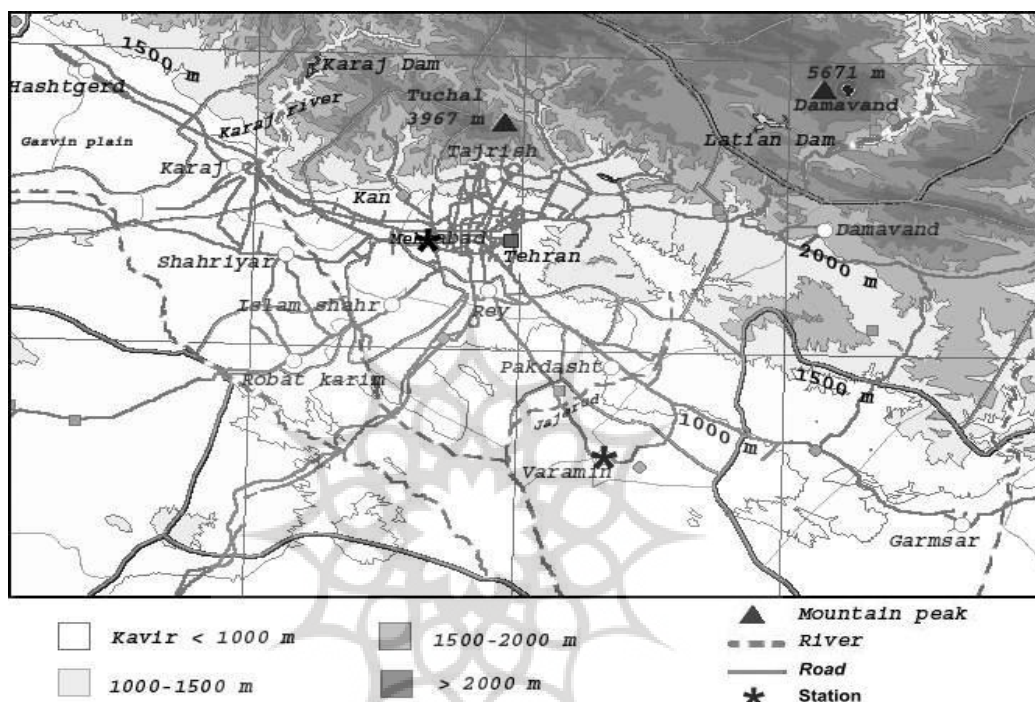 1500 m
Karaj Dam
Hashtgerd
Karaj river
Tuchal
3967 m
5671 m
Damavand
Latian Dam
Gazvin plain
Karaj
Tajrish
Kan
Mehrabad
Tehran
Damavand
2000 m
Shahriyar
Islam shahr
Rey
Robat karim
Pakdasht
1500 m
Jajarud
1000 m
Varamin
Garmsar
Kavir < 1000 m
1500-2000 m
Mountain peak
River
1000-1500 m
> 2000 m
Road
Station